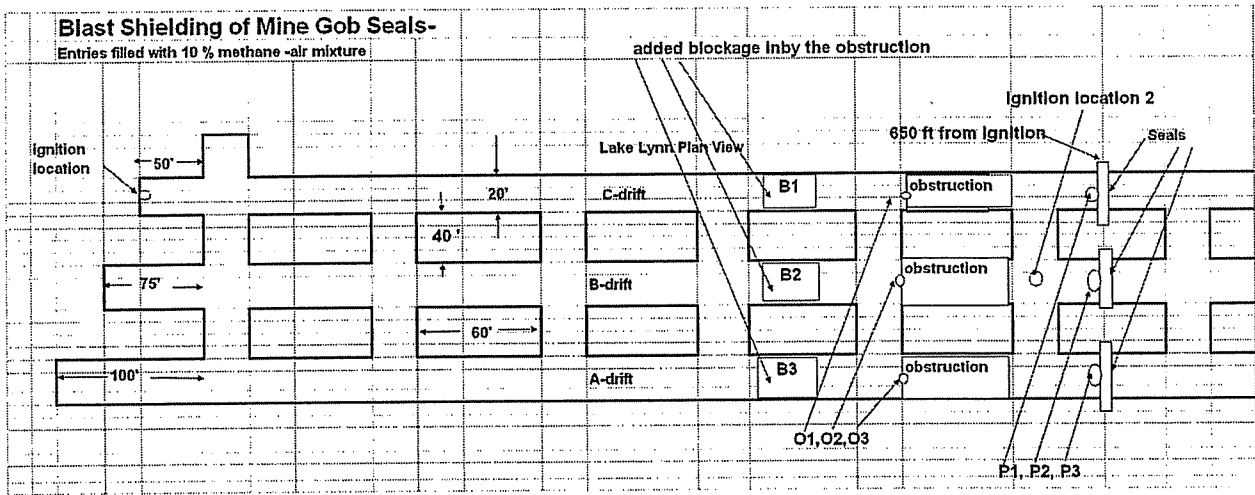 Blast Shielding of Mine Gob Seals-
Entries filled with 10 % methane -air mixture
added blockage inby the obstruction
Ignition location 2
650 ft from ignition
Seals
ignition
location
50'
Lake Lynn Plan View
B1
obstruction
20'
C-drift
40 '
B2
obstruction
75'
B-drift
60'
B3
obstruction
100'
A-drift
O1,O2,O3
P1, P2, P3